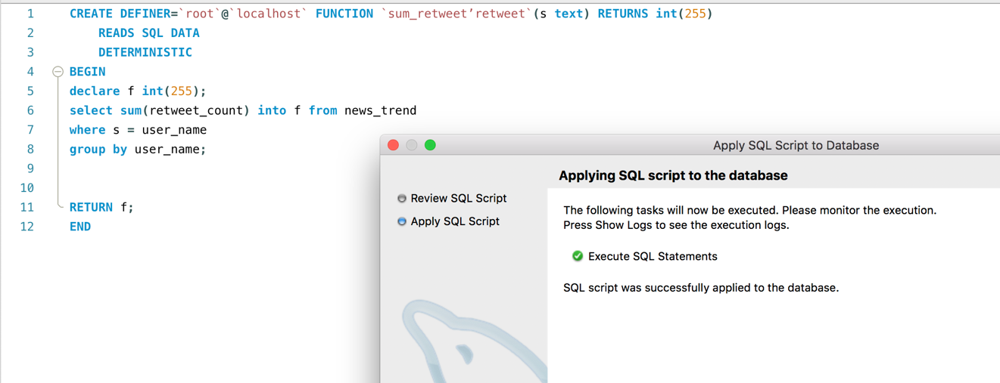 1 CREATE DEFINER=`root`@`localhost` FUNCTION `sum_retweet’retweet`(s text) RETURNS int(255)
2 READS SQL DATA
3 DETERMINISTIC
4 BEGIN
5 declare f int(255);
6 select sum(retweet_count) into f from news_trend
7 where s = user_name
8 group by user_name;
9
10
11 RETURN f;
12 END
Apply SQL Script to Database
Applying SQL script to the database
Review SQL Script
Apply SQL Script
The following tasks will now be executed. Please monitor the execution.
Press Show Logs to see the execution logs.
Execute SQL Statements
SQL script was successfully applied to the database.